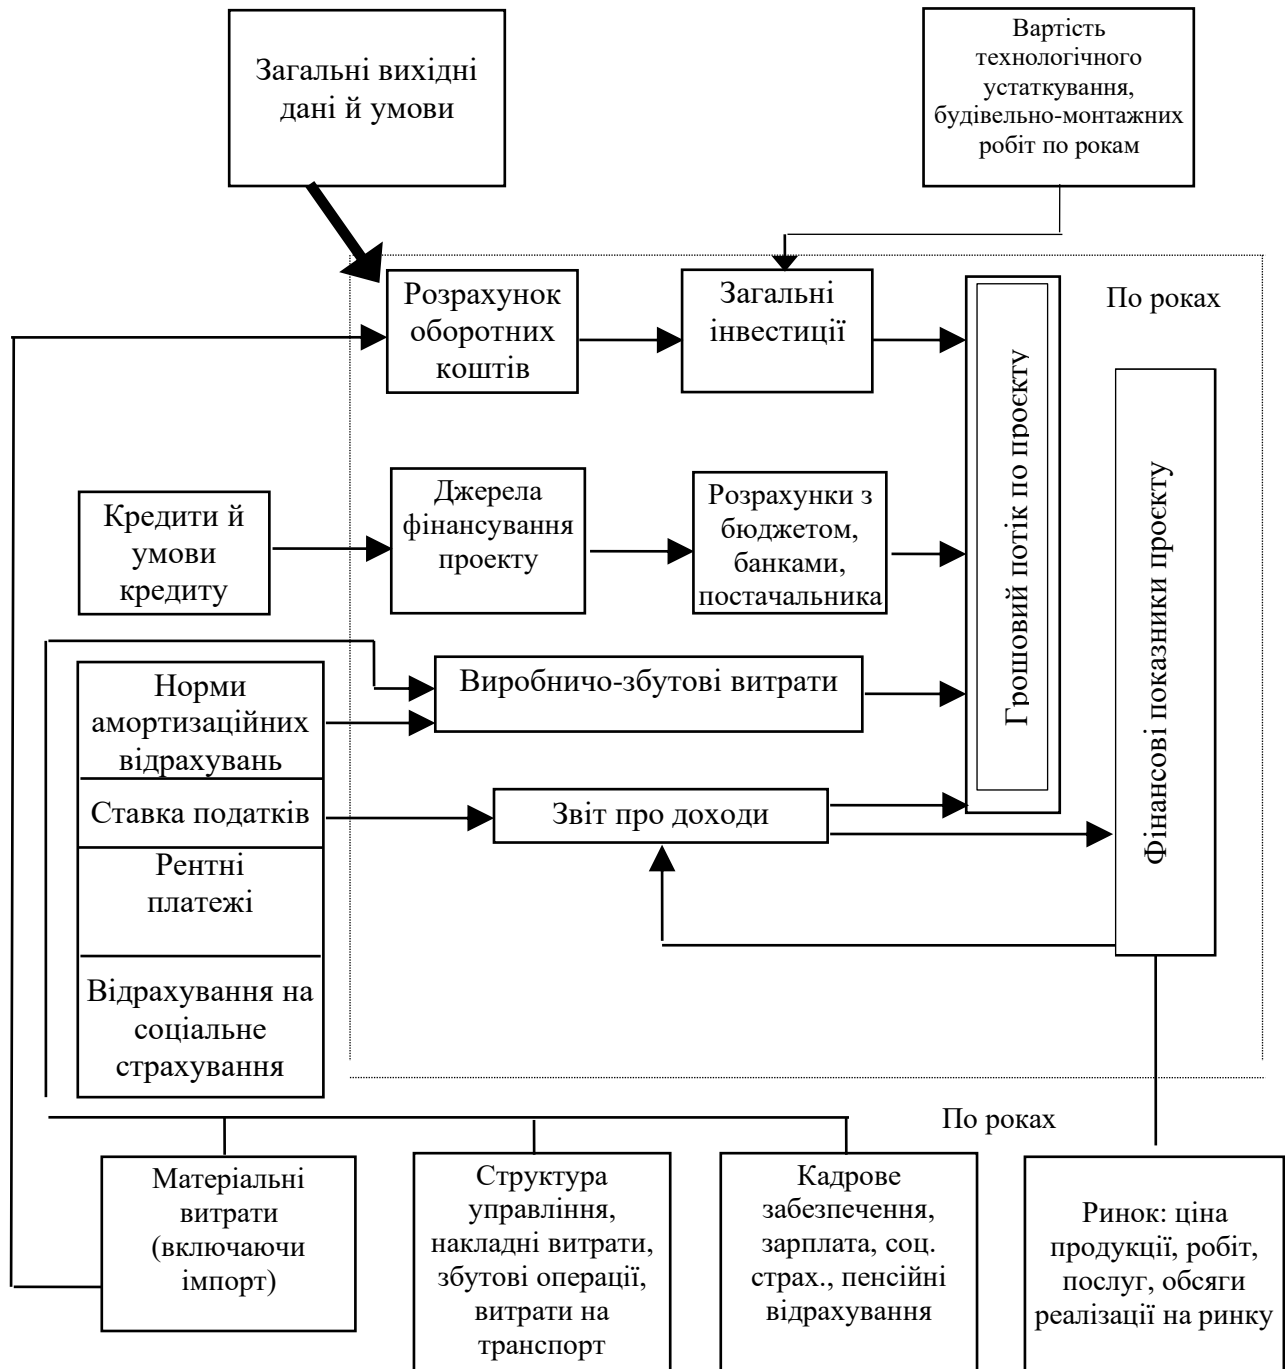 Загальні вихідні
дані й умови
Вартість
технологічного
устаткування,
будівельно-монтажних
робіт по рокам
Розрахунок
оборотних
коштів
Загальні
інвестиції
Грошовий потік по проєкту
По роках
Фінансові показники проєкту
Кредити й
умови
кредиту
Джерела
фінансування
проекту
Розрахунки з
бюджетом,
банками,
постачальника
Норми
амортизаційних
відрахувань
Виробничо-збутові витрати
Ставка податків
Звіт про доходи
Рентні
платежі
Відрахування на
соціальне
страхування
По роках
Матеріальні
витрати
(включаючи
імпорт)
Структура
управління,
накладні витрати,
збутові операції,
витрати на
транспорт
Кадрове
забезпечення,
зарплата, соц.
страх., пенсійні
відрахування
Ринок: ціна
продукції, робіт,
послуг, обсяги
реалізації на ринку